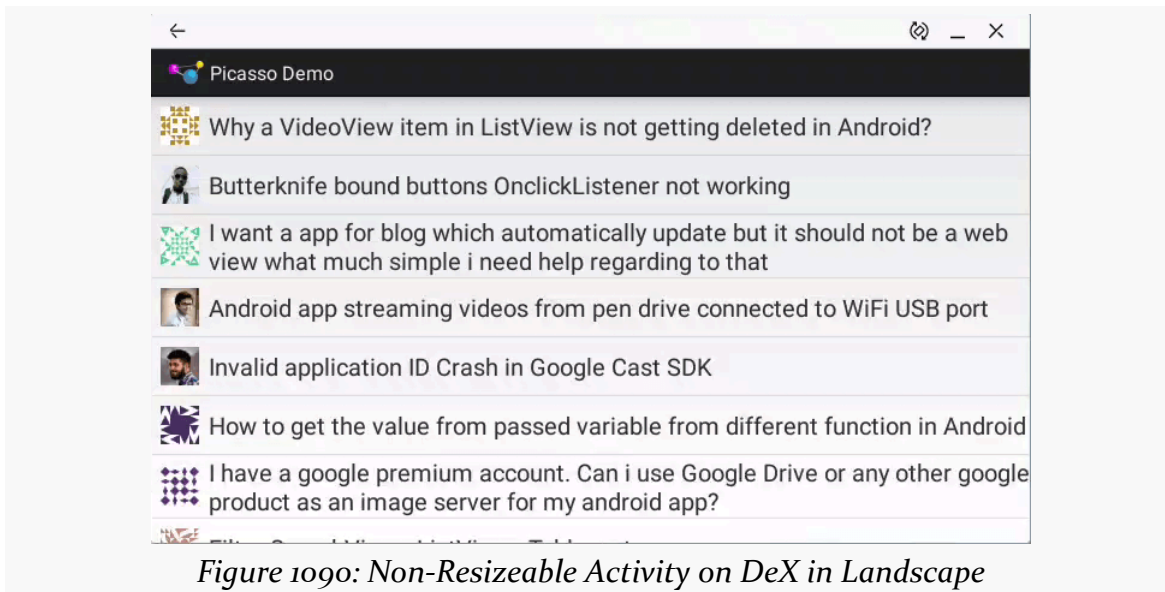 Picasso Demo
Why a VideoView item in ListView is not getting deleted in Android?
Butterknife bound buttons OnclickListener not working
I want a app for blog which automatically update but it should not be a web
view what much simple i need help regarding to that
Android app streaming videos from pen drive connected to WiFi USB port
Invalid application ID Crash in Google Cast SDK
How to get the value from passed variable from different function in Android
I have a google premium account. Can i use Google Drive or any other google
product as an image server for my android app?
Figure 1090: Non-Resizeable Activity on DeX in Landscape